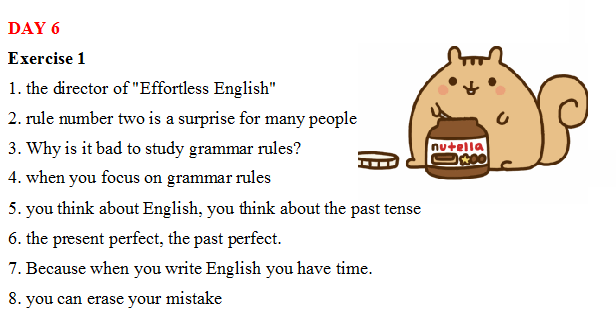 DAY 6
Exercise 1
1. the director of "Effortless English"
2. rule number two is a surprise for many people
3. Why is it bad to study grammar rules?
4. when you focus on grammar rules
5. you think about English, you think about the past tense
6. the present perfect, the past perfect.
7. Because when you write English you have time.
8. you can erase your mistake
nutella